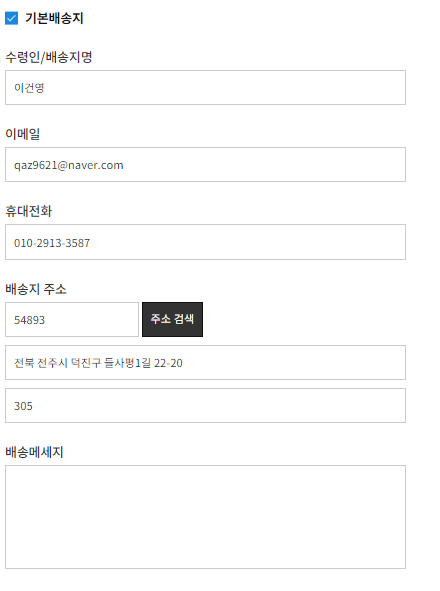 기본배송지
수령인/배송지명
이건영
이메일
qaz9621@naver.com
휴대전화
010-2913-3587
배송지 주소
54893 주소 검색
전북 전주시 덕진구 들사평1길 22-20
305
배송메세지